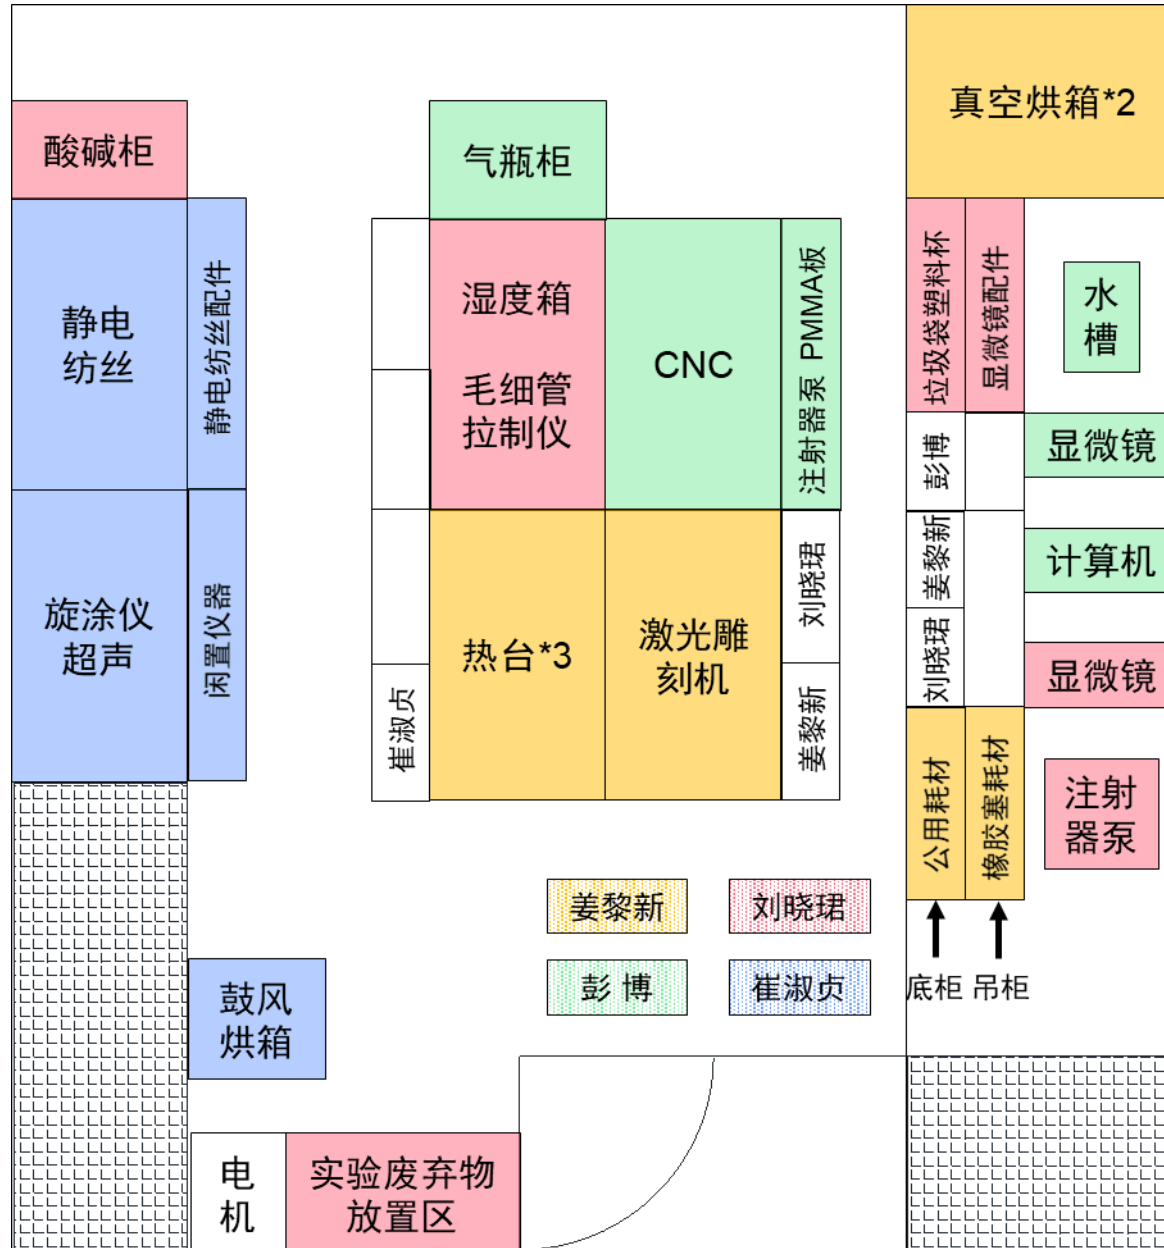 真空烘箱*2
酸碱柜
气瓶柜
静电
纺丝
静电纺丝配件
湿度箱
毛细管
拉制仪
CNC
注射器泵 PMMA板
垃圾袋塑料杯
显微镜配件
水
槽
彭博
显微镜
旋涂仪
超声
闲置仪器
热台*3
激光雕
刻机
刘晓珺
姜黎新
计算机
刘晓珺
显微镜
崔淑贞
姜黎新
公用耗材
橡胶塞耗材
注射
器泵
姜黎新
刘晓珺
彭 博
崔淑贞
底柜
吊柜
鼓风
烘箱
电
机
实验废弃物
放置区